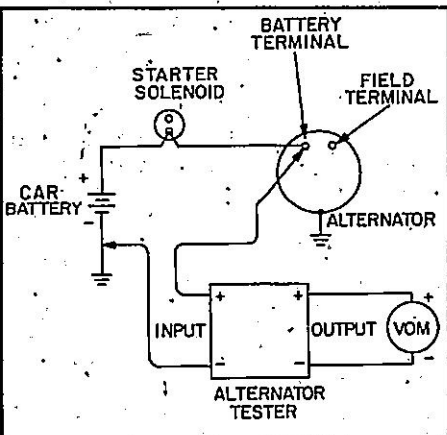 BATTERY
TERMINAL
STARTER
SOLENOID
FIELD
TERMINAL
+
CAR
BATTERY
-
ALTERNATOR
+ +
INPUT
OUTPUT
VOM
+
-
- -
ALTERNATOR
TESTER